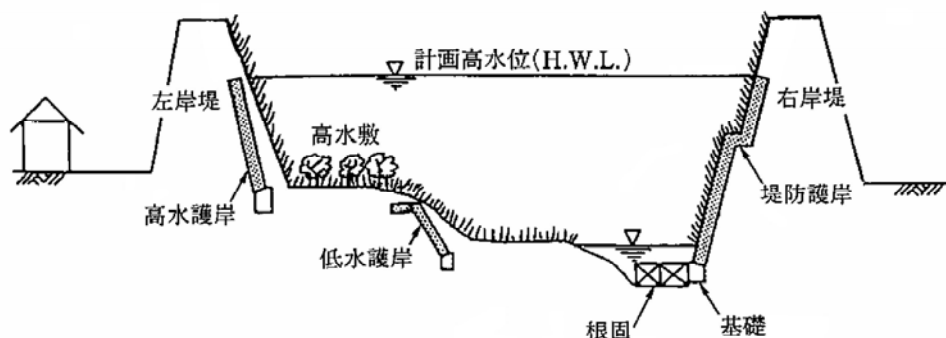 計画高水位(H.W.L.)
左岸堤
右岸堤
高水敷
堤防護岸
高水護岸
低水護岸
根固
基礎